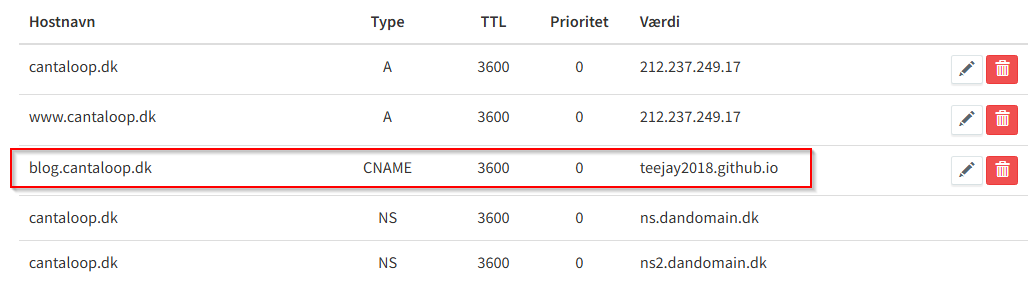 Hostnavn Type TTL Prioritet Værdi
cantaloop.dk A 3600 0 212.237.249.17
www.cantaloop.dk A 3600 0 212.237.249.17
blog.cantaloop.dk CNAME 3600 0 teejay2018.github.io
cantaloop.dk NS 3600 0 ns.dandomain.dk
cantaloop.dk NS 3600 0 ns2.dandomain.dk